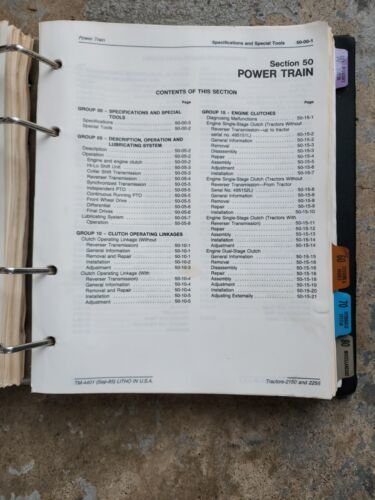 Power Train
Specifications and Special Tools 50-00-1
Section 50
POWER TRAIN
CONTENTS OF THIS SECTION
Page
GROUP 00 - SPECIFICATIONS AND SPECIAL
TOOLS
Specifications 50-00-2
Special Tools 50-00-2
GROUP 05 - DESCRIPTION, OPERATION AND
LUBRICATING SYSTEM
Description 50-05-2
Operation 50-05-2
Engine and engine clutch 50-05-2
Hi-Lo Shift Unit 50-05-2
Collar Shift Transmission 50-05-3
Reverser Transmission 50-05-4
Synchronized Transmission 50-05-5
Independent PTO 50-05-5
Continuous Running PTO 50-05-5
Front Wheel Drive 50-05-6
Differential 50-05-6
Final Drives 50-05-6
Lubricating System 50-05-7
Operation 50-05-8
GROUP 10 - CLUTCH OPERATING LINKAGES
Clutch Operating Linkage (Without
Reverser Transmission) 50-10-1
General Information 50-10-1
Removal and Repair 50-10-1
Installation 50-10-2
Adjustment 50-10-3
Clutch Operating Linkage (With
Reverser Transmission) 50-10-4
General Information 50-10-4
Removal and Repair 50-10-4
Installation 50-10-5
Adjustment 50-10-5
Page
GROUP 15 - ENGINE CLUTCHES
Diagnosing Malfunctions 50-15-1
Engine Single-Stage Clutch (Tractors Without
Reverser Transmission—up to tractor
serial no. 495151L)
General Information 50-15-2
Removal 50-15-3
Disassembly 50-15-3
Repair 50-15-4
Assembly 50-15-5
Installation 50-15-6
Adjustment 50-15-7
Engine Single-Stage Clutch (Tractors Without
Reverser Transmission—From Tractor
Serial No. 495151L)
General Information 50-15-8
Removal 50-15-8
Repair 50-15-9
Installation 50-15-10
Engine Single-Stage Clutch (Tractors With
Reverser Transmission) 50-15-11
Repair 50-15-12
Assembly 50-15-13
Installation 50-15-14
Adjustment 50-15-14
Engine Dual-Stage Clutch
General Information 50-15-15
Removal 50-15-15
Disassembly 50-15-16
Repair 50-15-18
Assembly 50-15-19
Installation 50-15-20
Adjusting Externally 50-15-21
TM-4401 (Sep-85) LITHO IN U.S.A.
Tractors-2150 and 2255
60
70
80